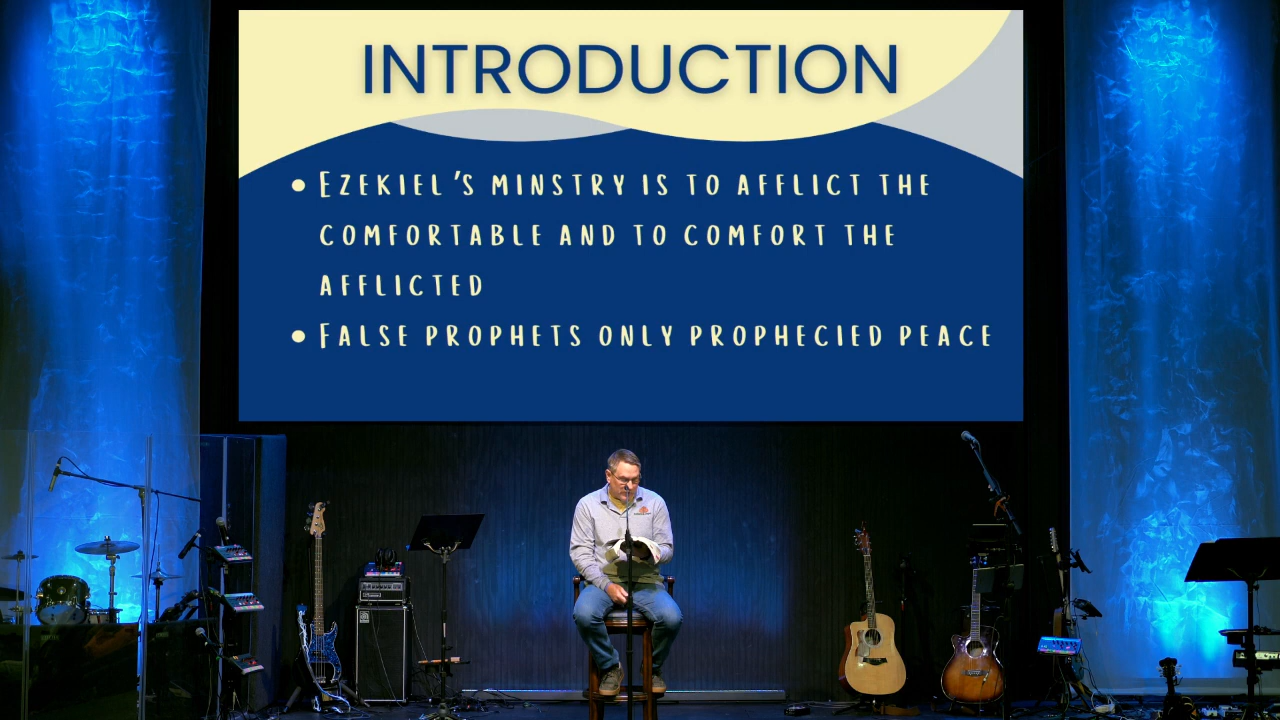 INTRODUCTION
• EZEKIEL'S MINSTRY IS TO AFFLICT THE
COMFORTABLE AND TO COMFORT THE
AFFLICTED
• FALSE PROPHETS ONLY PROPHECIED PEACE